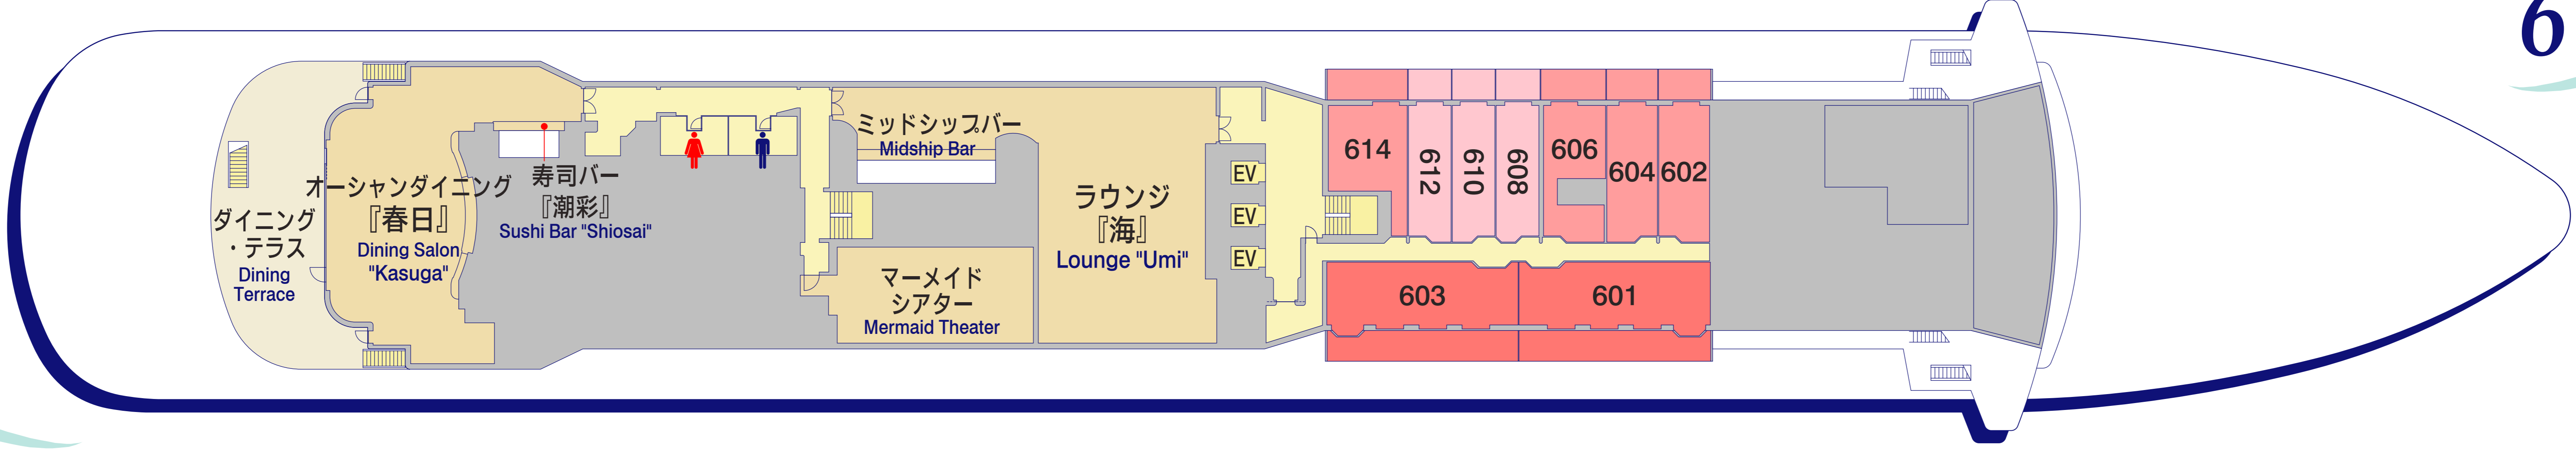 6
オーシャンダイニング
『春日』
Dining Salon
"Kasuga"
ダイニング
・テラス
Dining
Terrace
寿司バー
『潮彩』
Sushi Bar "Shiosai"
ミッドシップバー
Midship Bar
マーメイド
シアター
Mermaid Theater
ラウンジ
『海』
Lounge "Umi"
EV
EV
EV
614
612
610
608
606
604
602
603
601